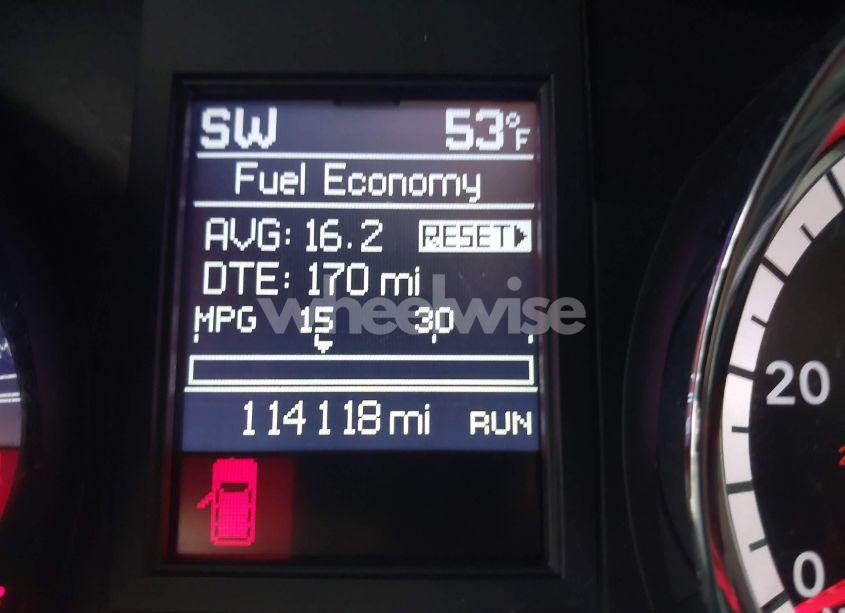 SW 53°F
Fuel Economy
AVG: 16.2 RESET
DTE: 170 mi
MPG 15 30
wheelwise
114118 mi RUN
20
0